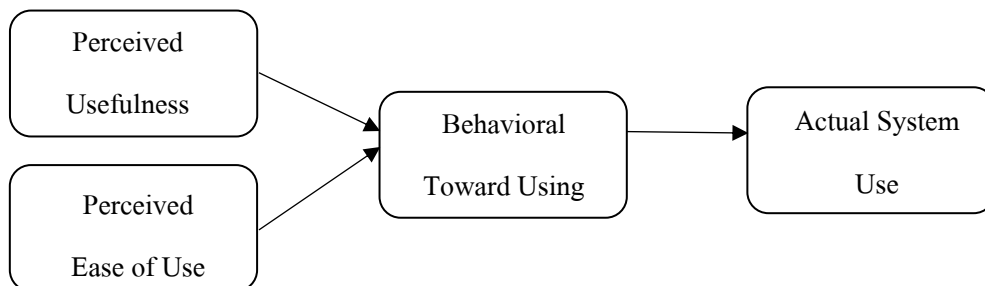 Perceived
Usefulness
Perceived
Ease of Use
Behavioral
Toward Using
Actual System
Use